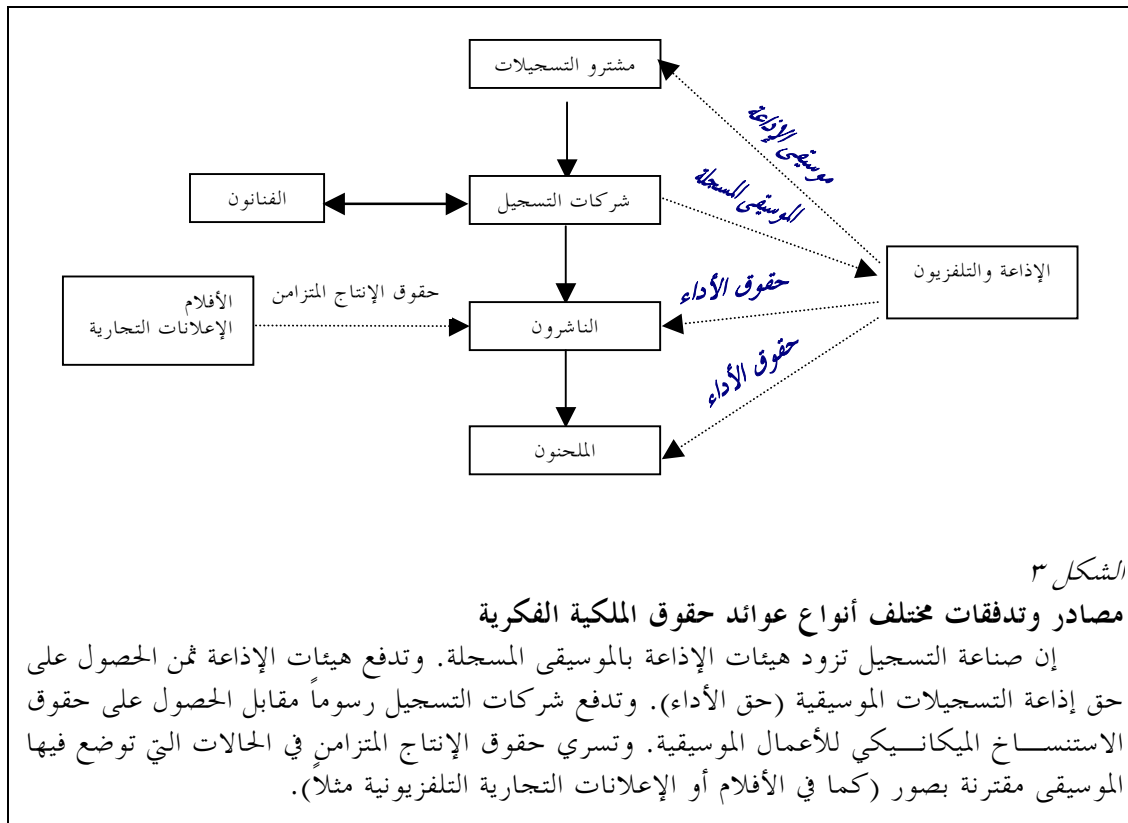 مشترو التسجيلات
موسيقى الإذاعة
الموسيقى المسجلة
شركات التسجيل
الفنانون
الإذاعة والتلفزيون
حقوق الأداء
حقوق الإنتاج المتزامن
الأفلام
الإعلانات التجارية
الناشرون
حقوق الأداء
الملحنون
الشكل ٣
مصادر وتدفقات مختلف أنواع عوائد حقوق الملكية الفكرية
إن صناعة التسجيل تزود هيئات الإذاعة بالموسيقى المسجلة. وتدفع هيئات الإذاعة ثمن الحصول على
حق إذاعة التسجيلات الموسيقية (حق الأداء). وتدفع شركات التسجيل رسوماً مقابل الحصول على حقوق
الاستنســـاخ الميكانـــيكي للأعمال الموسيقية. وتسري حقوق الإنتاج المتزامن في الحالات التي توضع فيها
الموسيقى مقترنة بصور (كما في الأفلام أو الإعلانات التجارية التلفزيونية مثلاً).